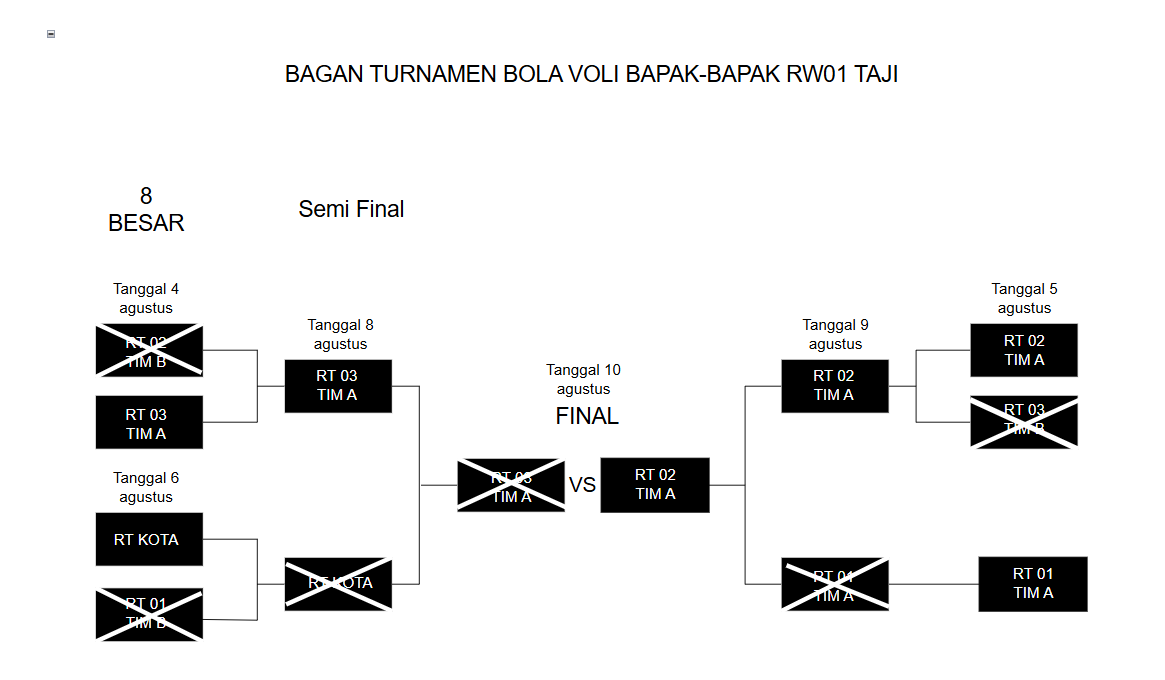 BAGAN TURNAMEN BOLA VOLI BAPAK-BAPAK RW01 TAJI
8
BESAR
Semi Final
Tanggal 4
agustus
RT 02
TIM B
RT 03
TIM A
Tanggal 6
agustus
RT KOTA
RT 01
TIM B
Tanggal 8
agustus
RT 03
TIM A
RT KOTA
Tanggal 10
agustus
FINAL
RT 03
TIM A
VS
RT 02
TIM A
Tanggal 9
agustus
RT 02
TIM A
RT 01
TIM A
Tanggal 5
agustus
RT 02
TIM A
RT 03
TIM B
RT 01
TIM A